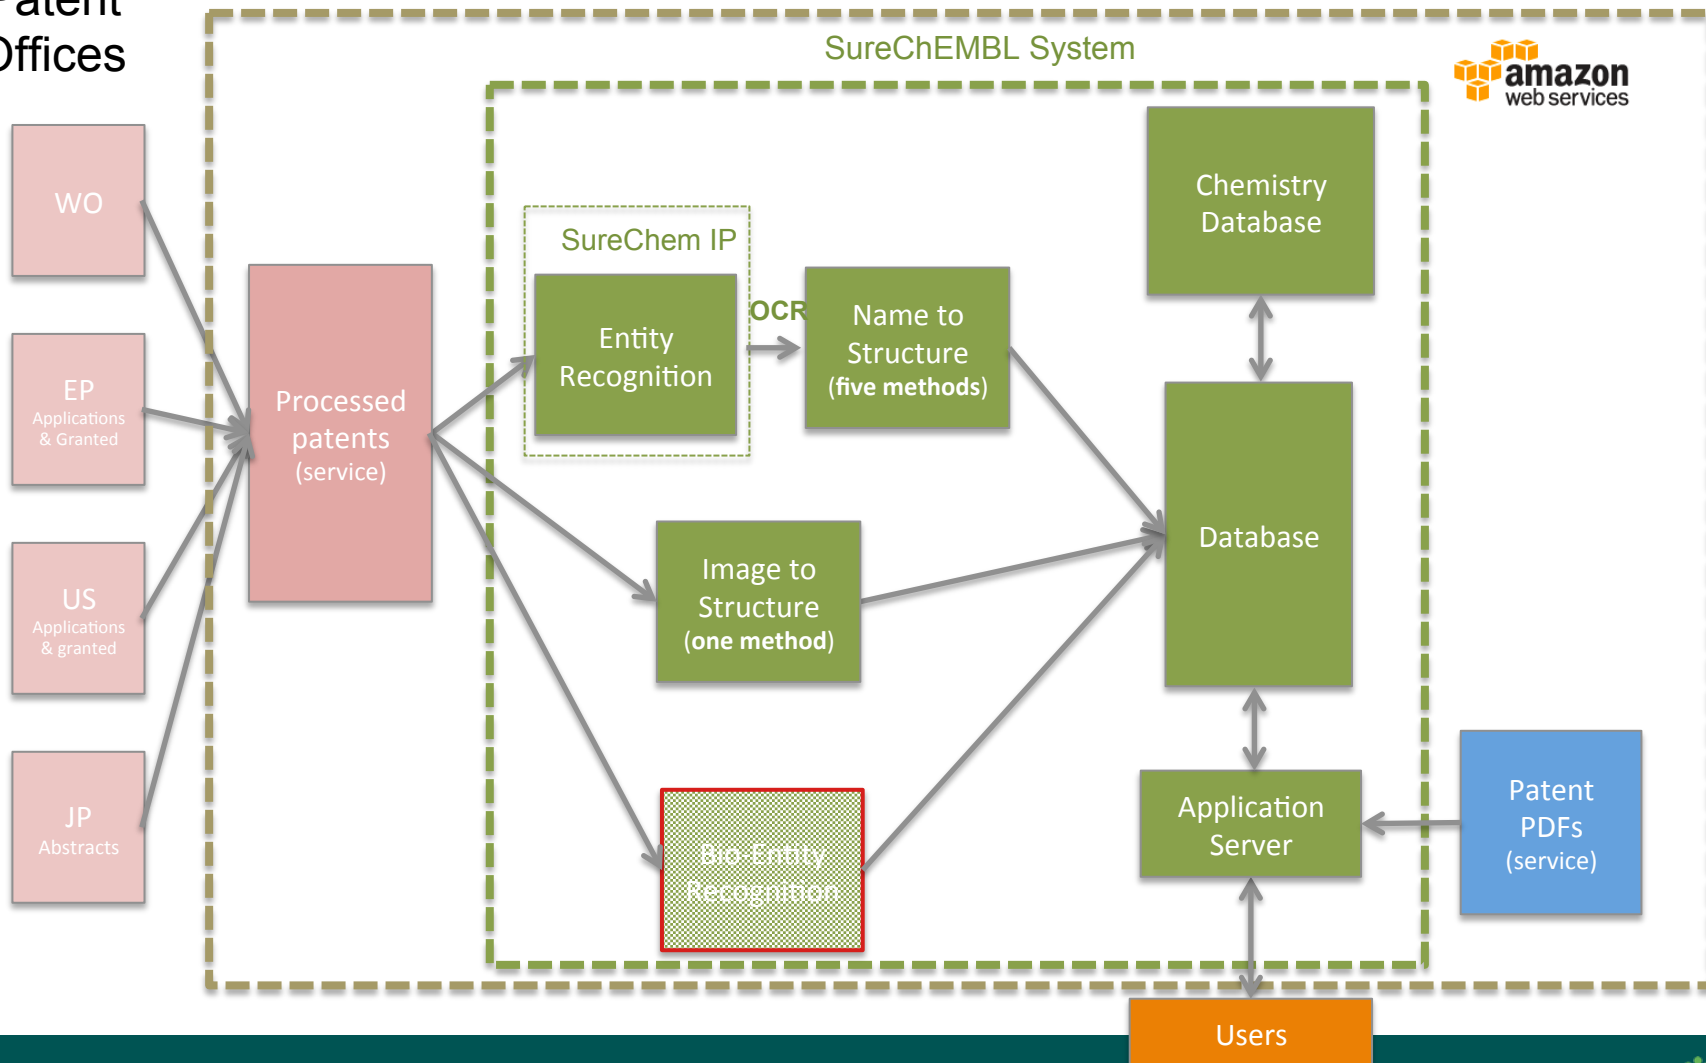 Patent
Offices
SureChEMBL System
amazon
web services
WO
EP
Applications
& Granted
US
Applications
& granted
JP
Abstracts
Processed
patents
(service)
SureChem IP
Entity
Recognition
OCR
Name to
Structure
(five methods)
Image to
Structure
(one method)
Bio-Entity
Recognition
Chemistry
Database
Database
Application
Server
Patent
PDFs
(service)
Users